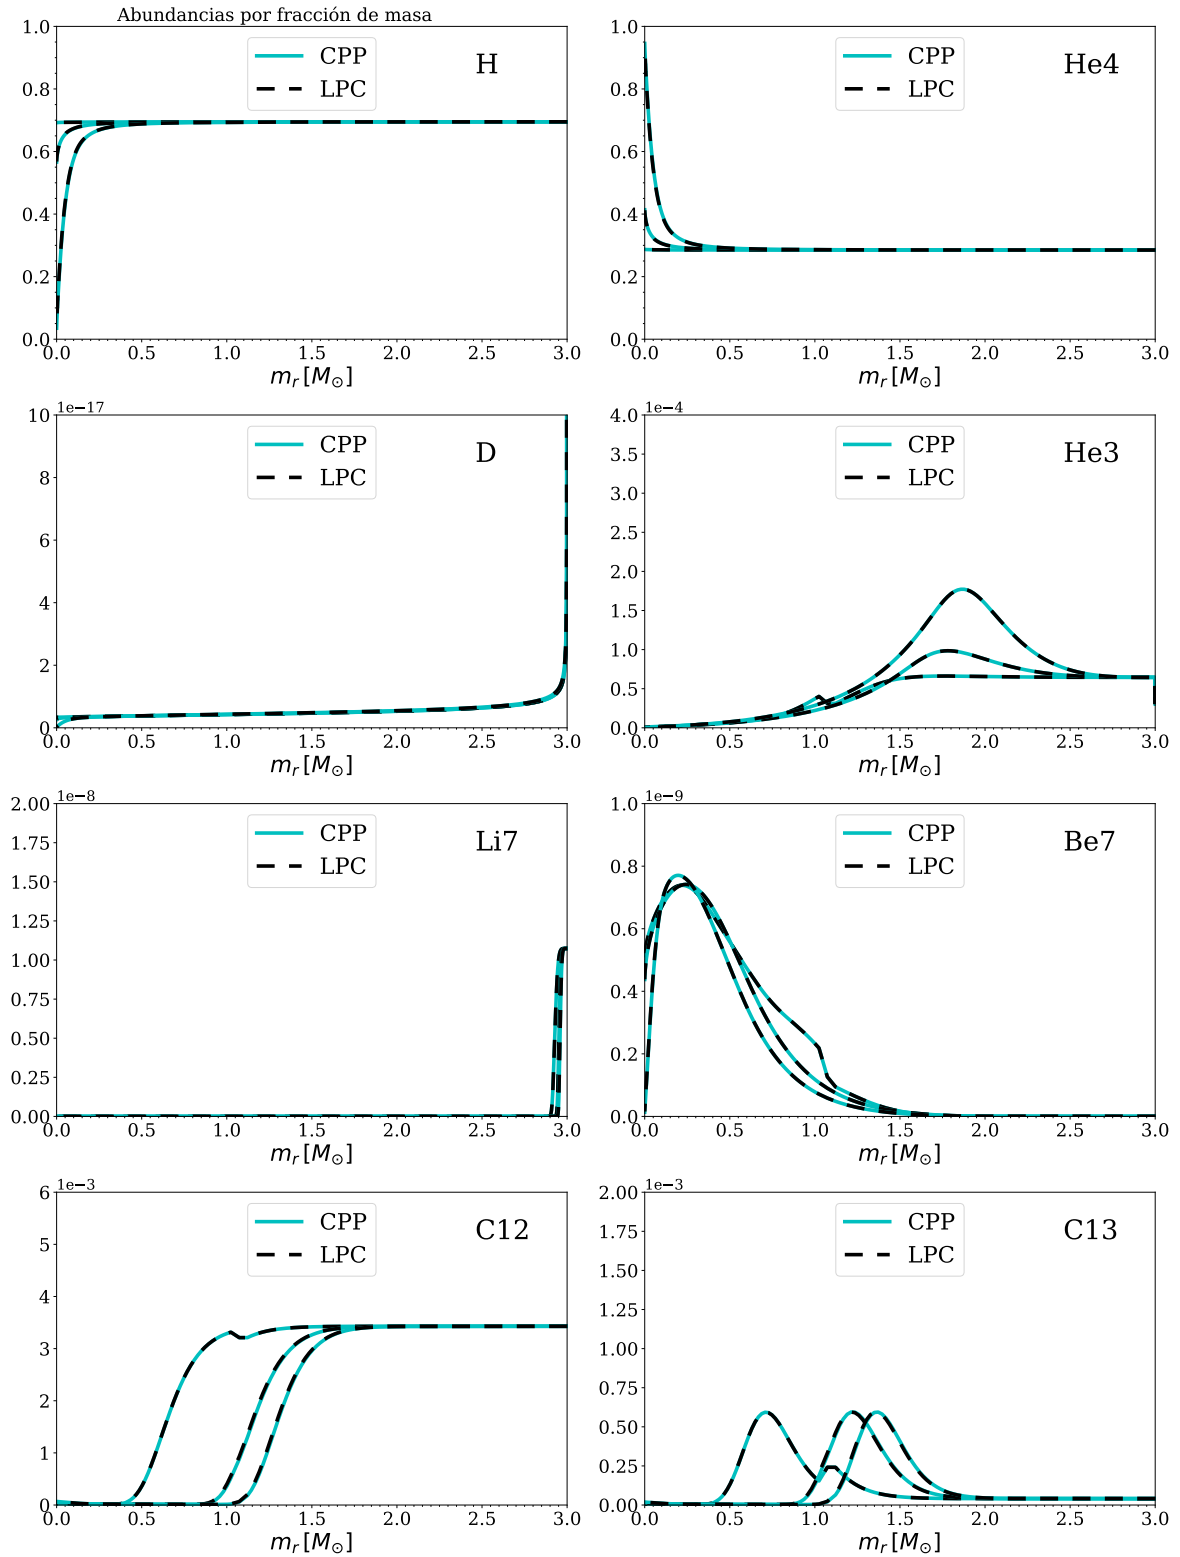 Abundancias por fracción de masa
H
CPP
LPC
1.0
0.8
0.6
0.4
0.2
0.0
0.0 0.5 1.0 1.5 2.0 2.5 3.0
m_r [M_⊙]
He4
CPP
LPC
1.0
0.8
0.6
0.4
0.2
0.0
0.0 0.5 1.0 1.5 2.0 2.5 3.0
m_r [M_⊙]
1e−17
D
CPP
LPC
10
8
6
4
2
0
0.0 0.5 1.0 1.5 2.0 2.5 3.0
m_r [M_⊙]
1e−4
He3
CPP
LPC
4.0
3.5
3.0
2.5
2.0
1.5
1.0
0.5
0.0
0.0 0.5 1.0 1.5 2.0 2.5 3.0
m_r [M_⊙]
1e−8
Li7
CPP
LPC
2.00
1.75
1.50
1.25
1.00
0.75
0.50
0.25
0.00
0.0 0.5 1.0 1.5 2.0 2.5 3.0
m_r [M_⊙]
1e−9
Be7
CPP
LPC
1.0
0.8
0.6
0.4
0.2
0.0
0.0 0.5 1.0 1.5 2.0 2.5 3.0
m_r [M_⊙]
1e−3
C12
CPP
LPC
6
5
4
3
2
1
0
0.0 0.5 1.0 1.5 2.0 2.5 3.0
m_r [M_⊙]
1e−3
C13
CPP
LPC
2.00
1.75
1.50
1.25
1.00
0.75
0.50
0.25
0.00
0.0 0.5 1.0 1.5 2.0 2.5 3.0
m_r [M_⊙]